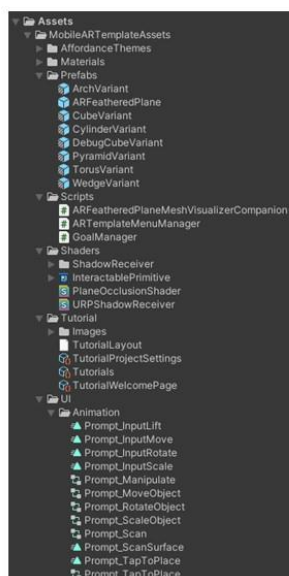 Assets
MobileARTemplateAssets
AffordanceThemes
Materials
Prefabs
ArchVariant
ARFeatheredPlane
CubeVariant
CylinderVariant
DebugCubeVariant
PyramidVariant
TorusVariant
WedgeVariant
Scripts
ARFeatheredPlaneMeshVisualizerCompanion
ARTemplateMenuManager
GoalManager
Shaders
ShadowReceiver
InteractablePrimitive
PlaneOcclusionShader
URPShadowReceiver
Tutorial
Images
TutorialLayout
TutorialProjectSettings
Tutorials
TutorialWelcomePage
UI
Animation
Prompt_InputLift
Prompt_InputMove
Prompt_InputRotate
Prompt_InputScale
Prompt_Manipulate
Prompt_MoveObject
Prompt_RotateObject
Prompt_ScaleObject
Prompt_Scan
Prompt_ScanSurface
Prompt_TapToPlace
Prompt_TapToPlace